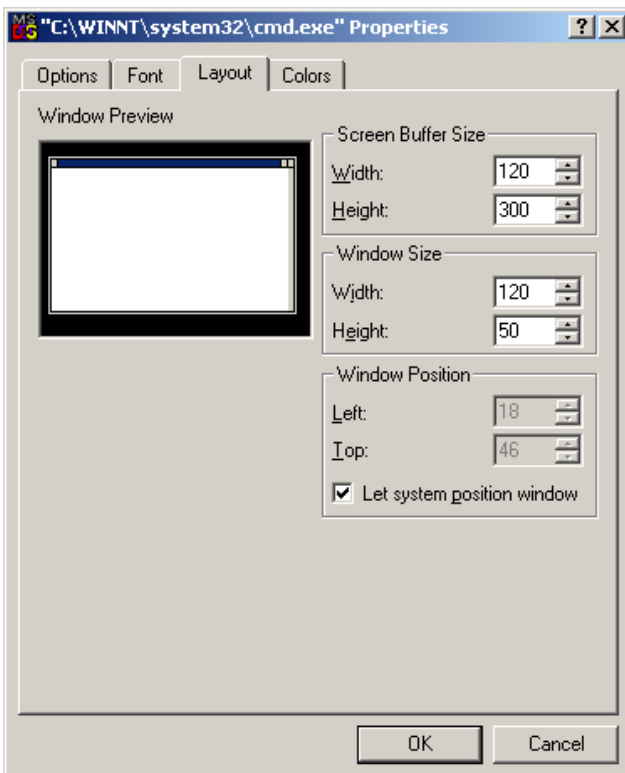 "C:\WINNT\system32\cmd.exe" Properties
Options Font Layout Colors
Window Preview
Screen Buffer Size
Width: 120
Height: 300
Window Size
Width: 120
Height: 50
Window Position
Left: 18
Top: 46
Let system position window
OK Cancel